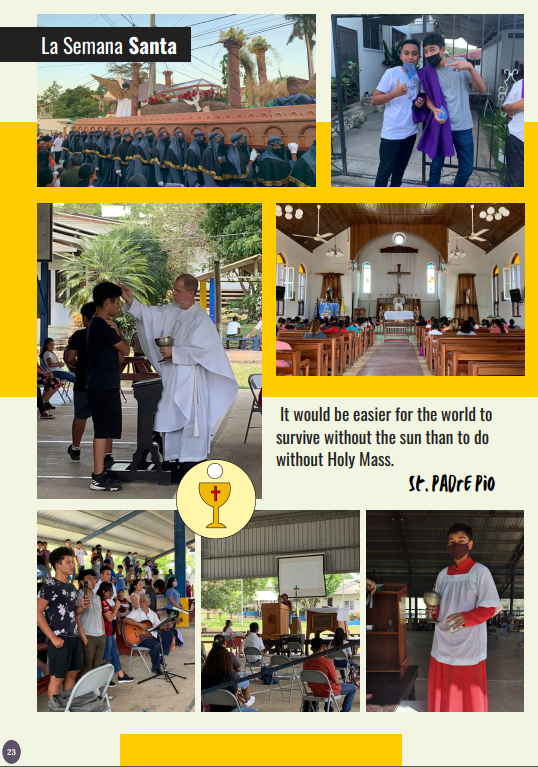 La Semana Santa
It would be easier for the world to
survive without the sun than to do
without Holy Mass.
St. PADrE PiO
23